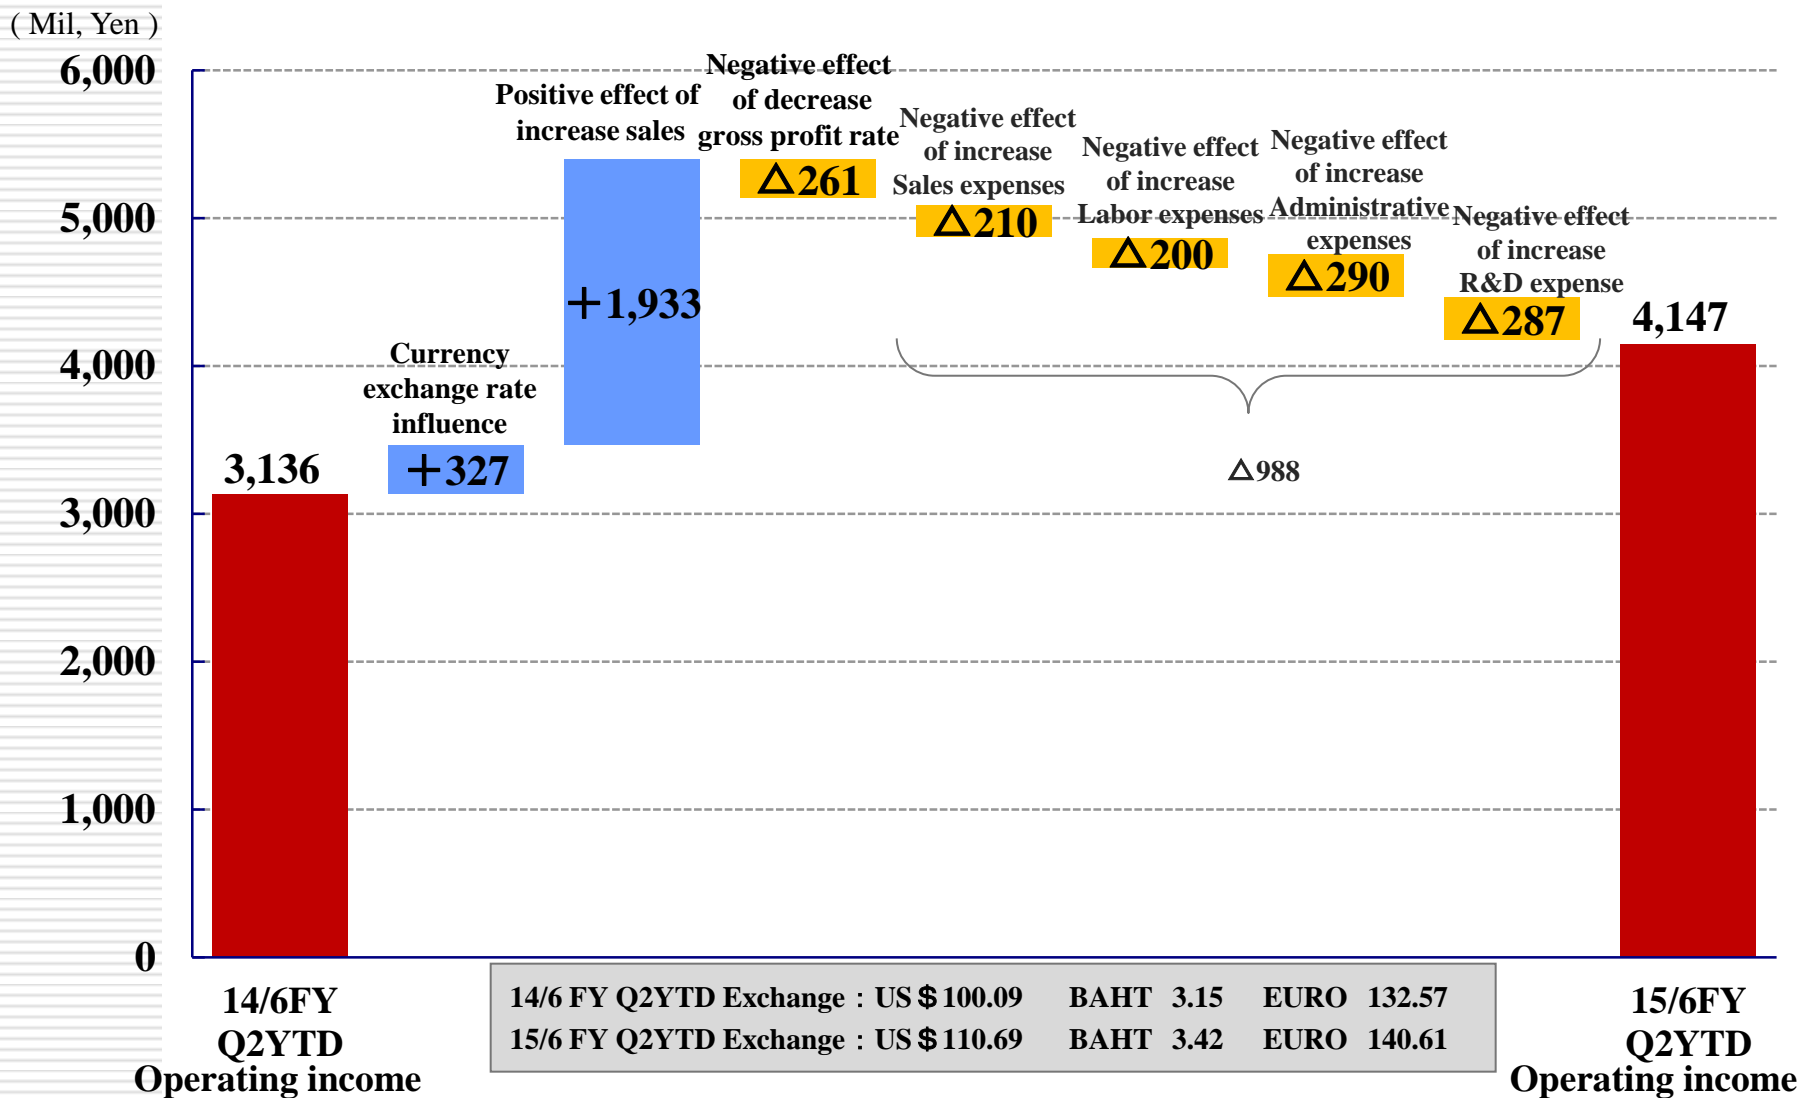 ( Mil, Yen )
6,000
5,000
4,000
3,000
2,000
1,000
0
3,136
Currency
exchange rate
influence
＋327
Positive effect of
increase sales
＋1,933
Negative effect
of decrease
gross profit rate
△261
Negative effect
of increase
Sales expenses
△210
Negative effect
of increase
Labor expenses
△200
Negative effect
of increase
Administrative
expenses
△290
Negative effect
of increase
R&D expense
△287
△988
4,147
14/6FY
Q2YTD
Operating income
14/6 FY Q2YTD Exchange：US＄100.09 BAHT 3.15 EURO 132.57
15/6 FY Q2YTD Exchange：US＄110.69 BAHT 3.42 EURO 140.61
15/6FY
Q2YTD
Operating income